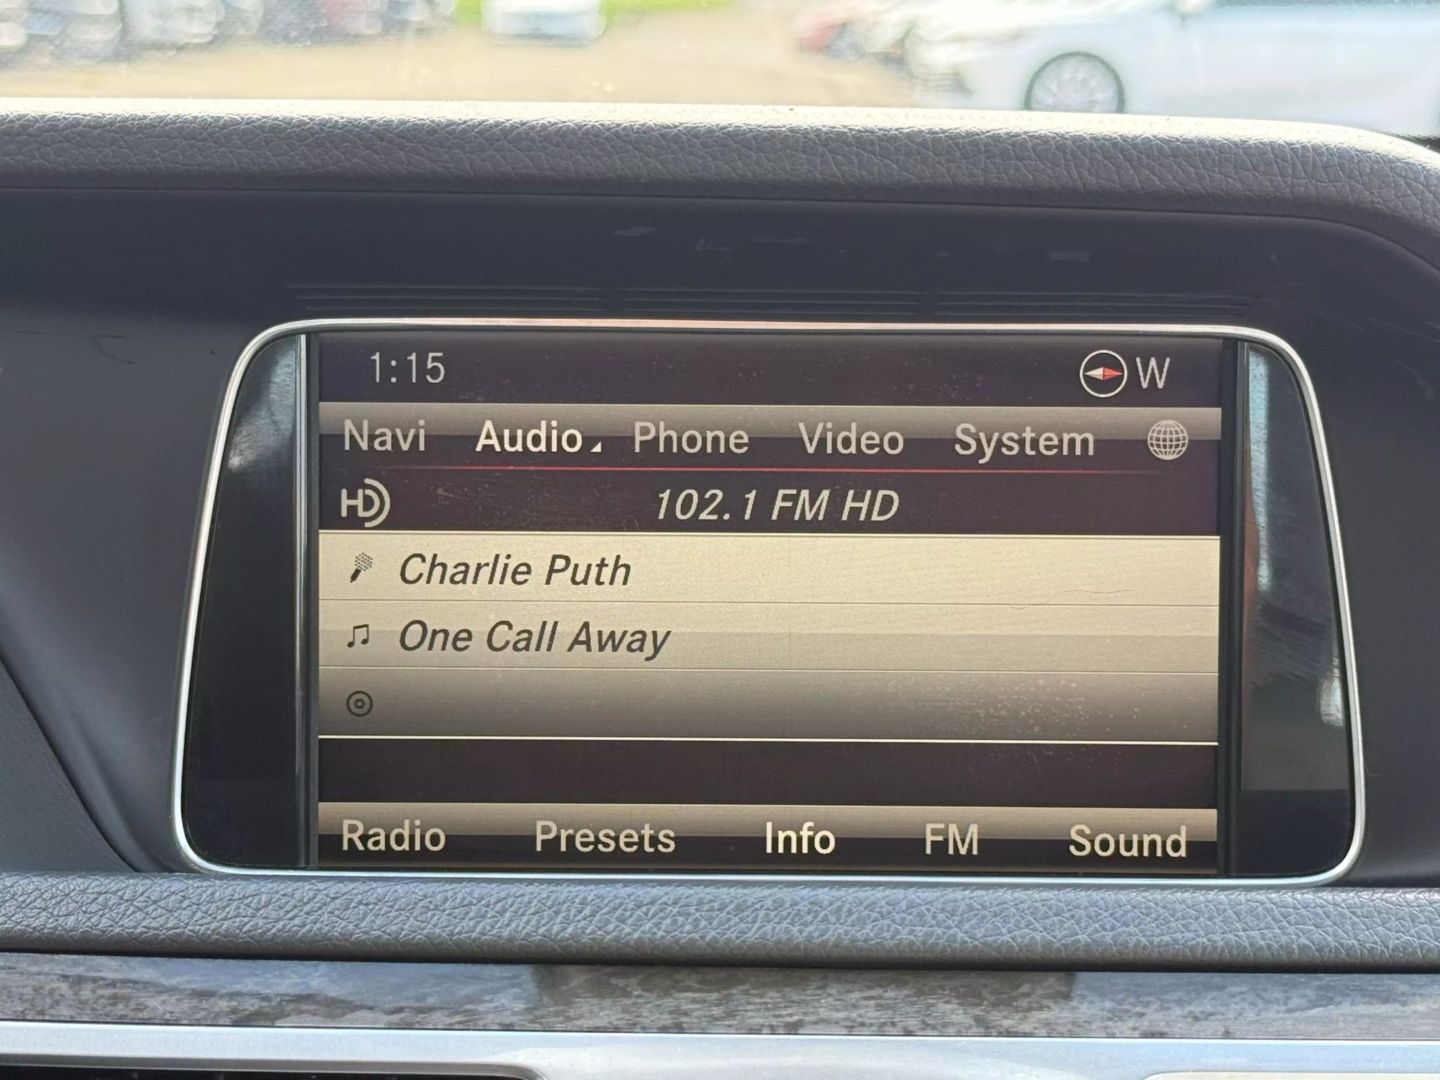 1:15 W
Navi Audio Phone Video System
HD 102.1 FM HD
Charlie Puth
One Call Away
Radio Presets Info FM Sound